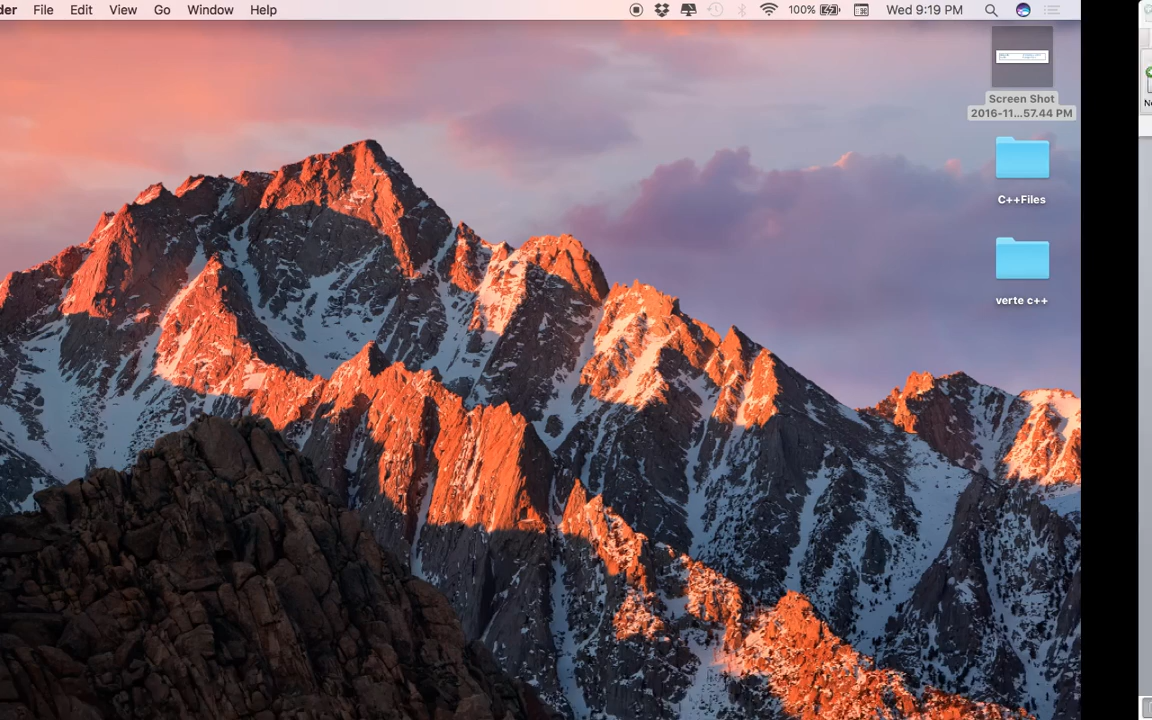 der File Edit View Go Window Help 100% Wed 9:19 PM
Screen Shot
2016-11...57.44 PM
C++Files
verte c++